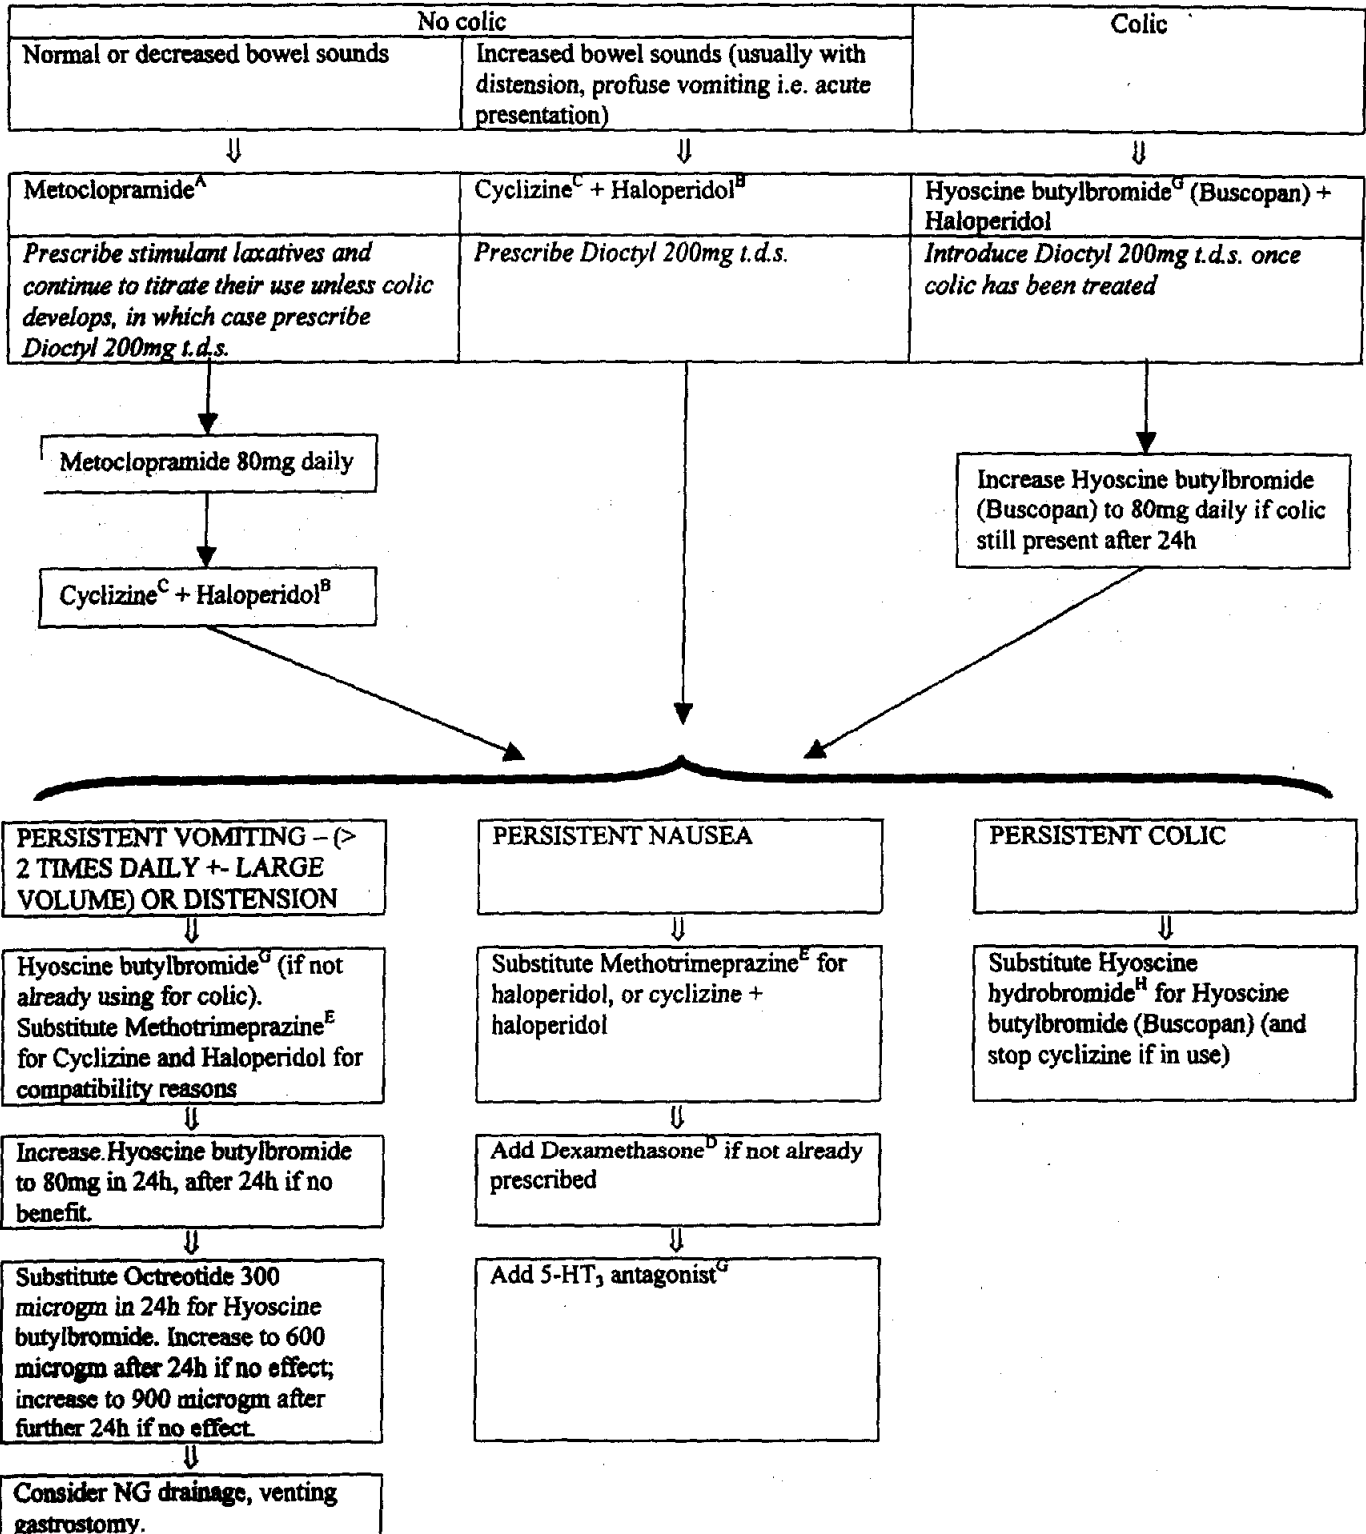 No colic
Colic
Normal or decreased bowel sounds
Increased bowel sounds (usually with
distension, profuse vomiting i.e. acute
presentation)
Metoclopramide^A
Cyclizine^C + Haloperidol^B
Hyoscine butylbromide^G (Buscopan) +
Haloperidol
Prescribe stimulant laxatives and
continue to titrate their use unless colic
develops, in which case prescribe
Dioctyl 200mg t.d.s.
Prescribe Dioctyl 200mg t.d.s.
Introduce Dioctyl 200mg t.d.s. once
colic has been treated
Metoclopramide 80mg daily
Cyclizine^C + Haloperidol^B
Increase Hyoscine butylbromide
(Buscopan) to 80mg daily if colic
still present after 24h
PERSISTENT VOMITING – (>
2 TIMES DAILY +- LARGE
VOLUME) OR DISTENSION
Hyoscine butylbromide^G (if not
already using for colic).
Substitute Methotrimeprazine^E
for Cyclizine and Haloperidol for
compatibility reasons
Increase.Hyoscine butylbromide
to 80mg in 24h, after 24h if no
benefit.
Substitute Octreotide 300
microgm in 24h for Hyoscine
butylbromide. Increase to 600
microgm after 24h if no effect;
increase to 900 microgm after
further 24h if no effect.
Consider NG drainage, venting
gastrostomy.
PERSISTENT NAUSEA
Substitute Methotrimeprazine^E for
haloperidol, or cyclizine +
haloperidol
Add Dexamethasone^D if not already
prescribed
Add 5-HT₃ antagonist^G
PERSISTENT COLIC
Substitute Hyoscine
hydrobromide^H for Hyoscine
butylbromide (Buscopan) (and
stop cyclizine if in use)